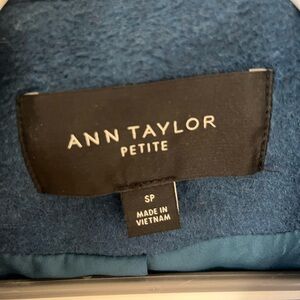 ANN TAYLOR
PETITE
SP
MADE IN
VIETNAM